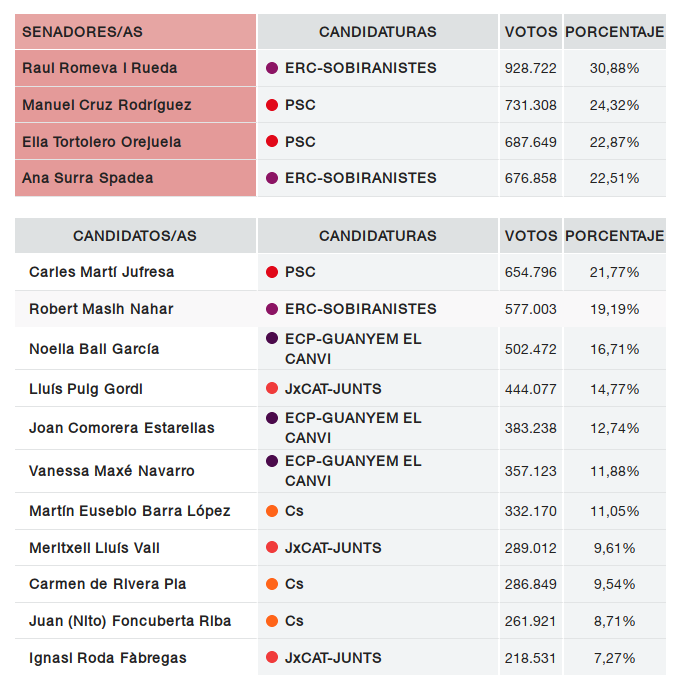 SENADORES/AS CANDIDATURAS VOTOS PORCENTAJE
Raul Romeva I Rueda ERC-SOBIRANISTES 928.722 30,88%
Manuel Cruz Rodríguez PSC 731.308 24,32%
Ella Tortolero Orejuela PSC 687.649 22,87%
Ana Surra Spadea ERC-SOBIRANISTES 676.858 22,51%
CANDIDATOS/AS CANDIDATURAS VOTOS PORCENTAJE
Carles Martí Jufresa PSC 654.796 21,77%
Robert Masih Nahar ERC-SOBIRANISTES 577.003 19,19%
Noelia Bail García ECP-GUANYEM EL CANVI 502.472 16,71%
Lluís Puig Gordi JxCAT-JUNTS 444.077 14,77%
Joan Comorera Estarellas ECP-GUANYEM EL CANVI 383.238 12,74%
Vanessa Maxé Navarro ECP-GUANYEM EL CANVI 357.123 11,88%
Martín Eusebio Barra López Cs 332.170 11,05%
Meritxell Lluís Vall JxCAT-JUNTS 289.012 9,61%
Carmen de Rivera Pla Cs 286.849 9,54%
Juan (Nito) Foncuberta Riba Cs 261.921 8,71%
Ignasi Roda Fàbregas JxCAT-JUNTS 218.531 7,27%